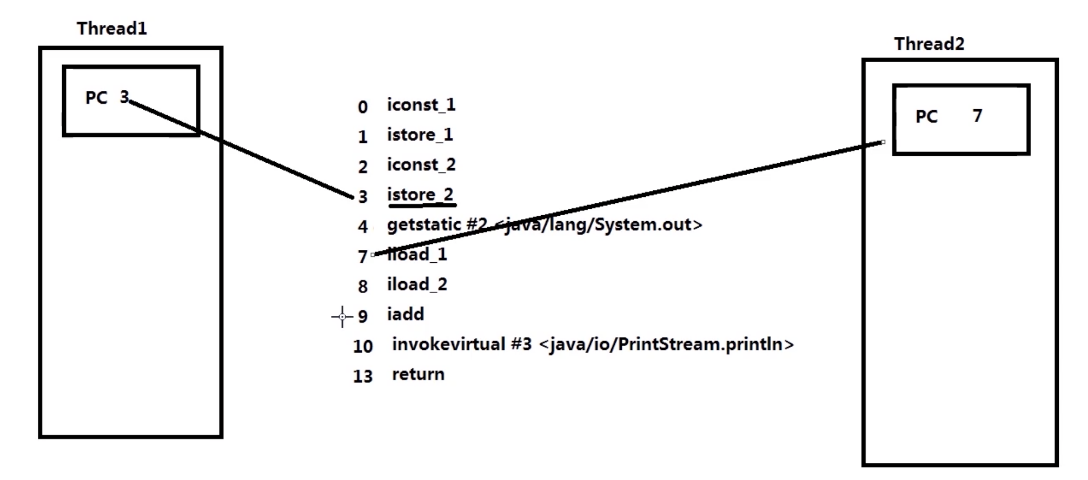 Thread1
Thread2
PC 3
PC 7
0 iconst_1
1 istore_1
2 iconst_2
3 istore_2
4 getstatic #2 <java/lang/System.out>
7 iload_1
8 iload_2
9 iadd
10 invokevirtual #3 <java/io/PrintStream.println>
13 return